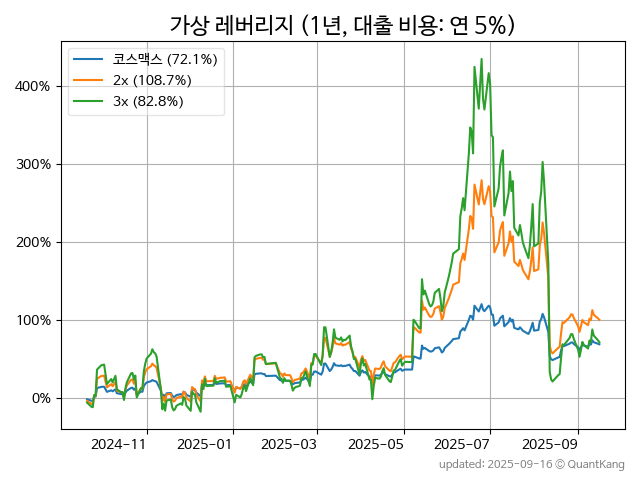 가상 레버리지 (1년, 대출 비용: 연 5%)
코스맥스 (72.1%)
2x (108.7%)
3x (82.8%)
400%
300%
200%
100%
0%
2024-11
2025-01
2025-03
2025-05
2025-07
2025-09
updated: 2025-09-16 © QuantKang